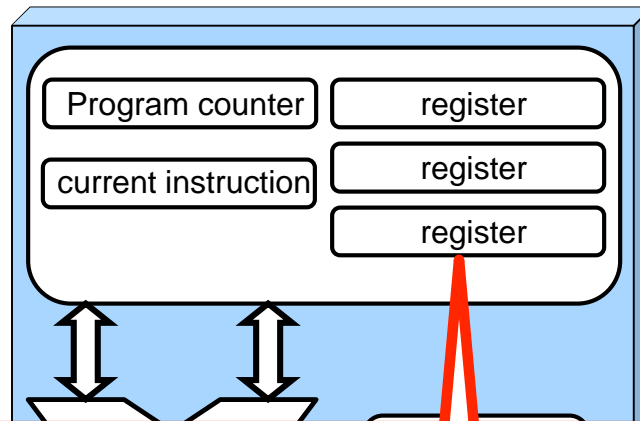 Program counter
current instruction
register
register
register